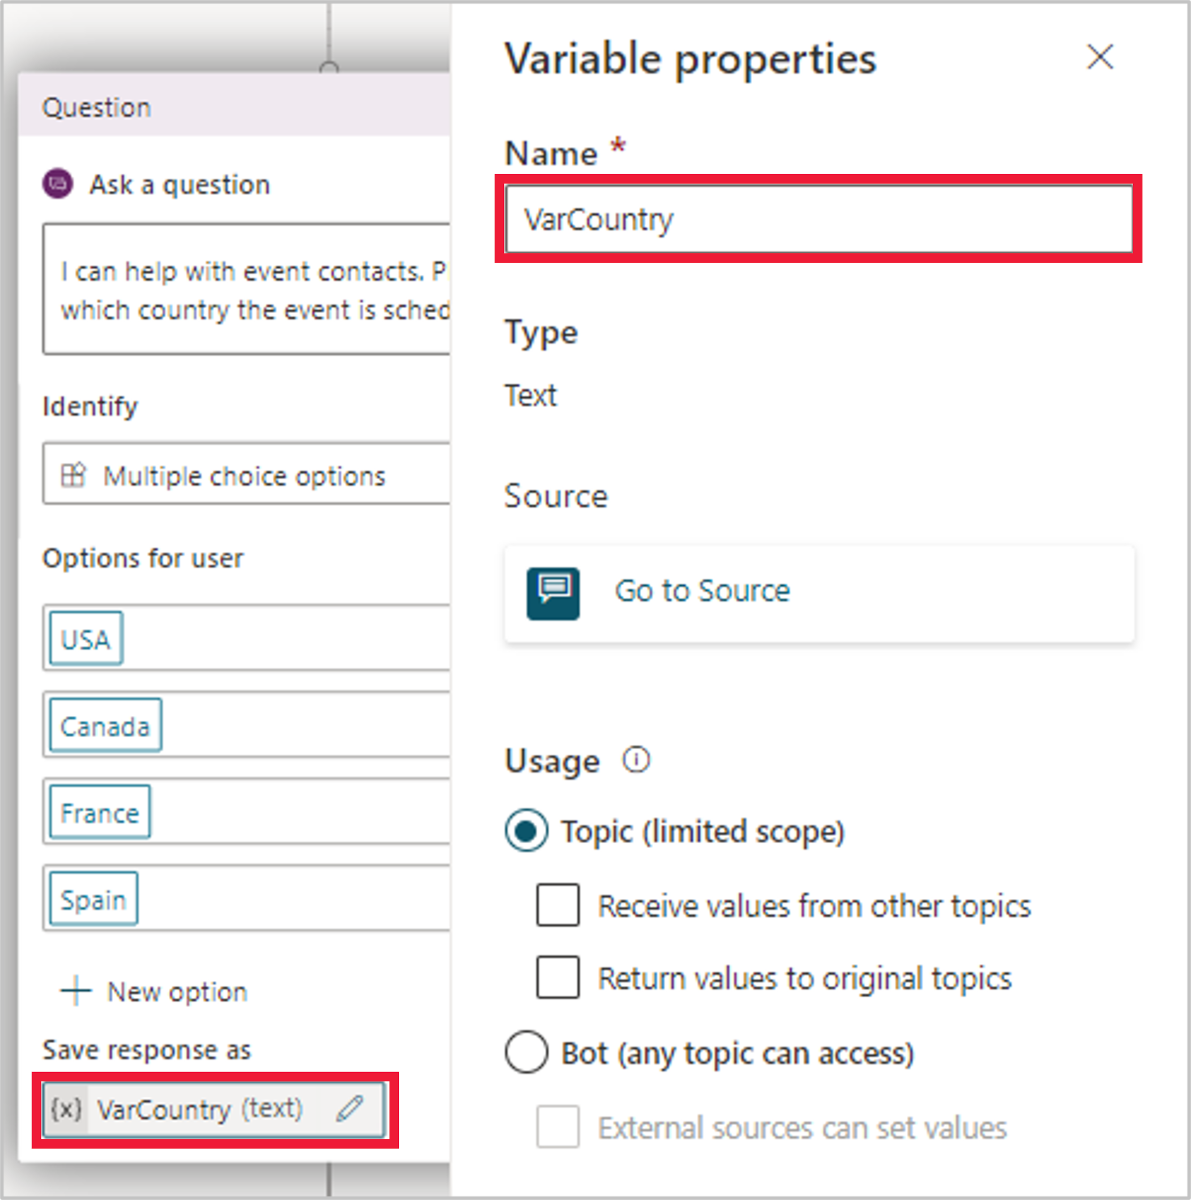 Question
Ask a question
I can help with event contacts.
which country the event is
Identify
Multiple choice options
Options for user
USA
Canada
France
Spain
New option
Save response as
{x} VarCountry (text)
Variable properties
Name *
VarCountry
Type
Text
Source
Go to Source
Usage
Topic (limited scope)
Receive values from other topics
Return values to original topics
Bot (any topic can access)
External sources can set values